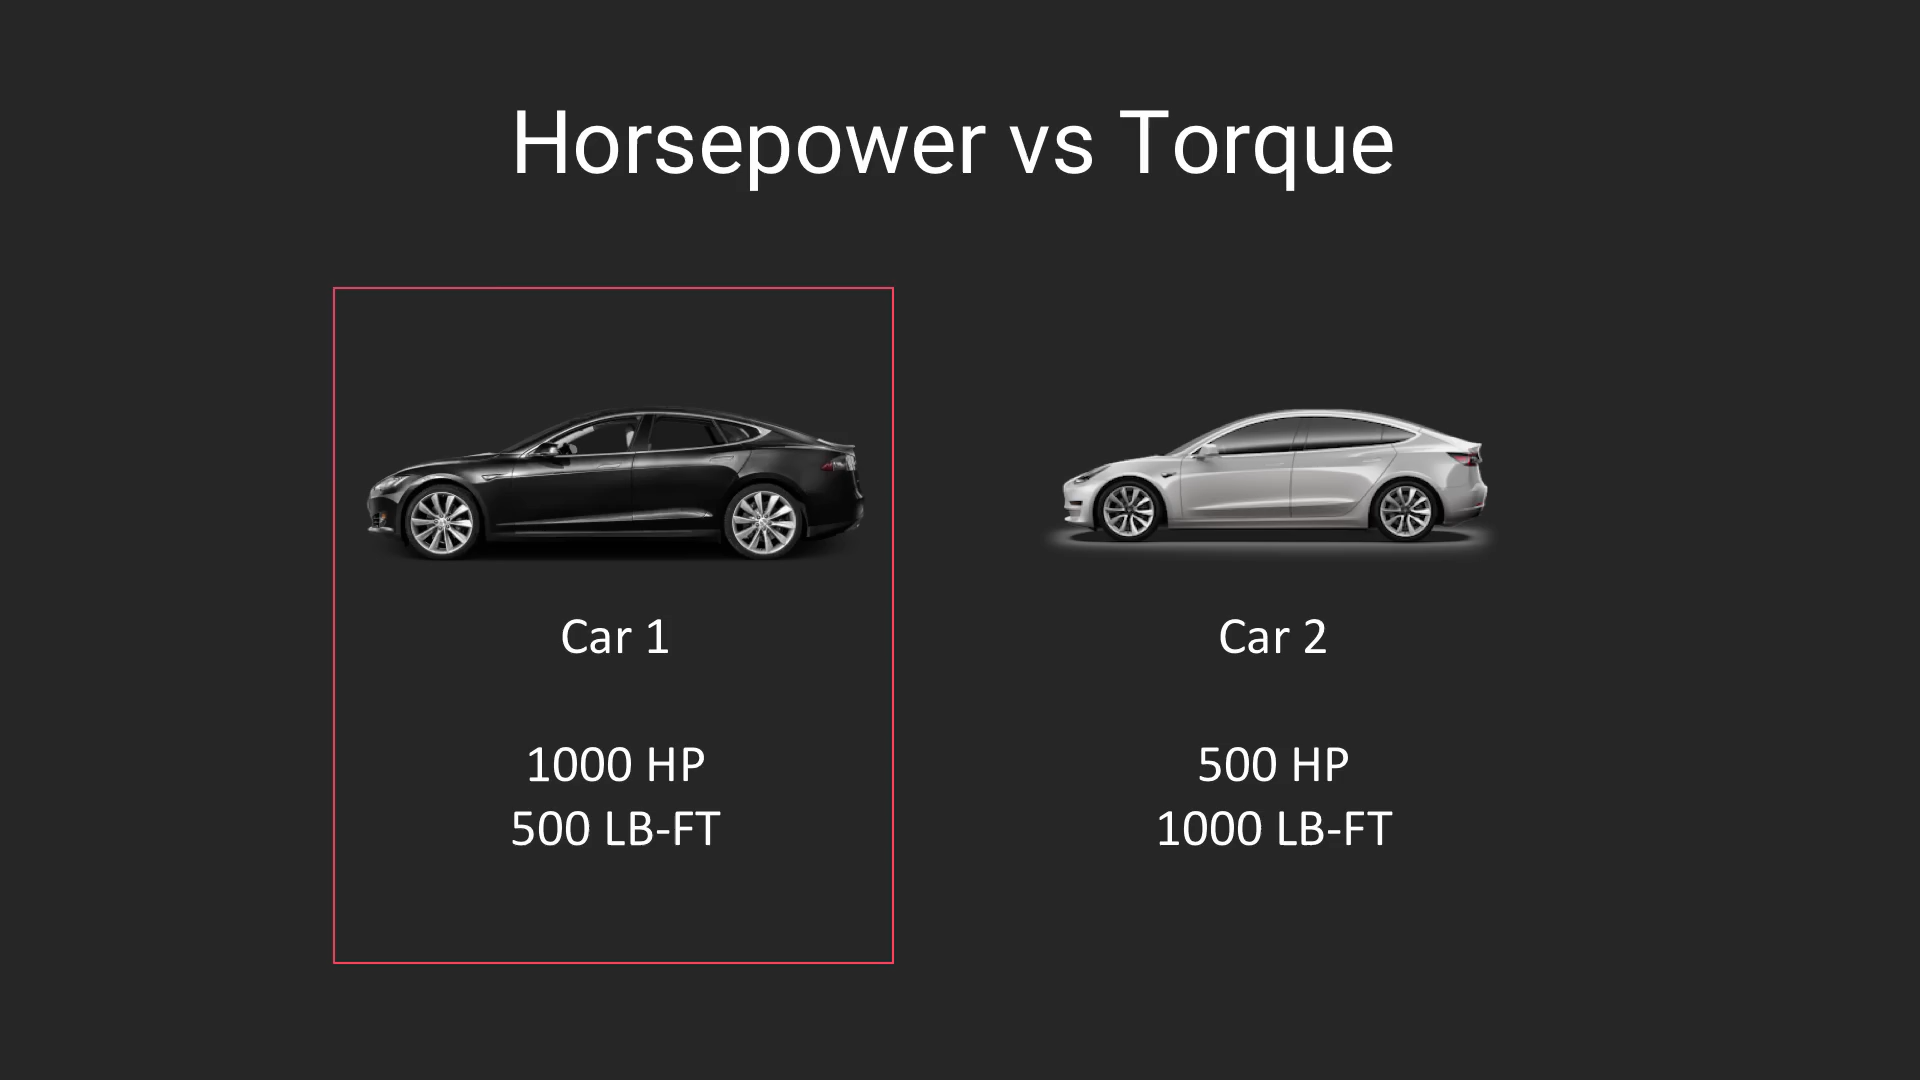 Horsepower vs Torque
Car 1
1000 HP
500 LB-FT
Car 2
500 HP
1000 LB-FT